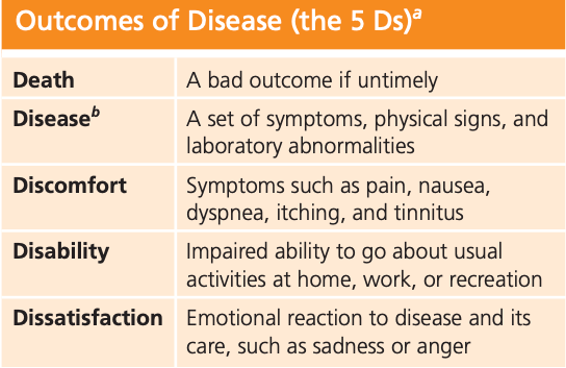 Outcomes of Disease (the 5 Ds)a
Death A bad outcome if untimely
Diseaseb A set of symptoms, physical signs, and
laboratory abnormalities
Discomfort Symptoms such as pain, nausea,
dyspnea, itching, and tinnitus
Disability Impaired ability to go about usual
activities at home, work, or recreation
Dissatisfaction Emotional reaction to disease and its
care, such as sadness or anger